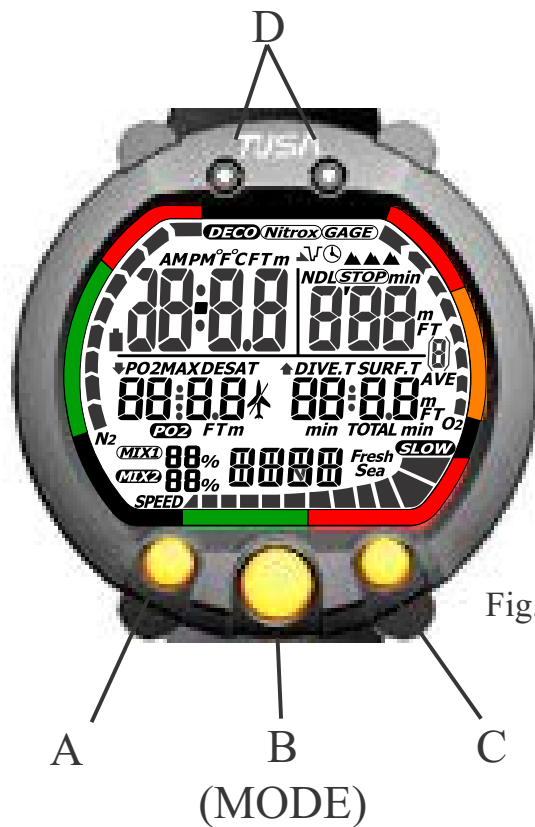 D
TUSA
DECO Nitrox GAGE
AMPM°F°CFTm
NDL STOP min
88:8.8 888 m
FT
8
PO2MAXDESAT DIVE.T SURF.T
AVE
88:8.8 88:8.8 m
FT
PO2 FTm min TOTAL min O2
N2
MIX1 88% Fresh SLOW
MIX2 88% Sea
SPEED
Fig.
A B C
(MODE)